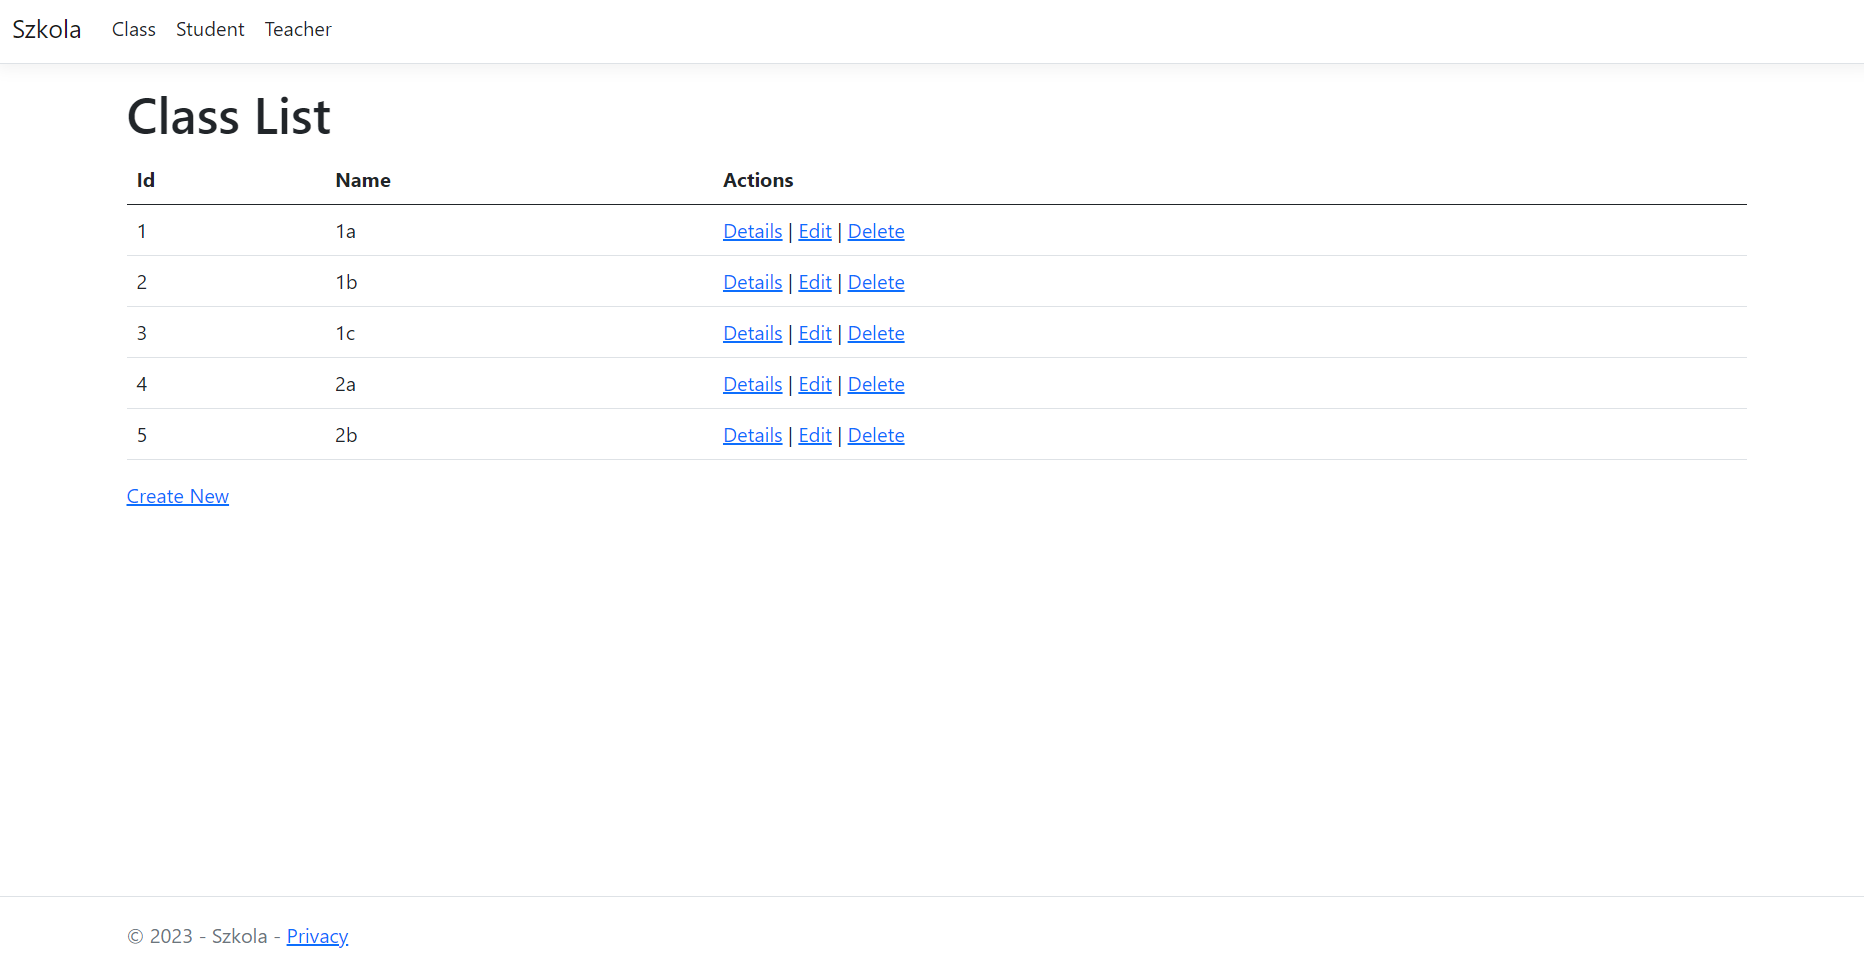 Szkola Class Student Teacher
Class List
Id Name Actions
1 1a Details | Edit | Delete
2 1b Details | Edit | Delete
3 1c Details | Edit | Delete
4 2a Details | Edit | Delete
5 2b Details | Edit | Delete
Create New
© 2023 - Szkola - Privacy